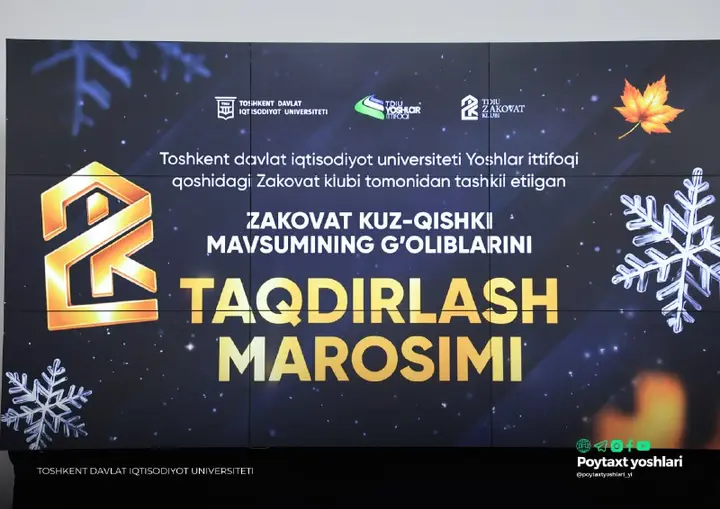 TOSHKENT DAVLAT
IQTISODIYOT UNIVERSITETI
TDIU
YOSHLAR
ITTIFOQI
TDIU
ZAKOVAT
KLUBI
Toshkent davlat iqtisodiyot universiteti Yoshlar ittifoqi
qoshidagi Zakovat klubi tomonidan tashkil etilgan
ZAKOVAT KUZ-QISHKI
MAVSUMINING G'OLIBLARINI
TAQDIRLASH
MAROSIMI
TOSHKENT DAVLAT IQTISODIYOT UNIVERSITETI
Poytaxt yoshlari
@poytaxtyoshlari_yi